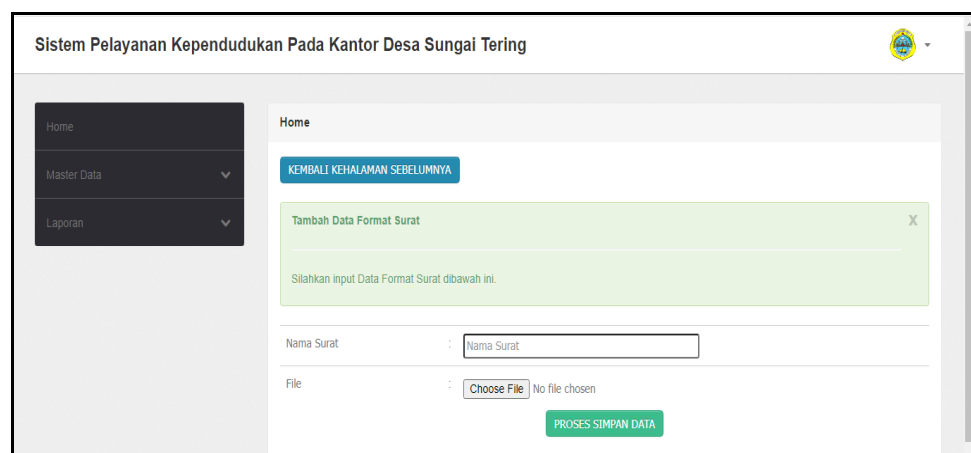 Sistem Pelayanan Kependudukan Pada Kantor Desa Sungai Tering
Home
Master Data
Laporan
Home
KEMBALI KEHALAMAN SEBELUMNYA
Tambah Data Format Surat X
Silahkan input Data Format Surat dibawah ini.
Nama Surat : Nama Surat
File : Choose File No file chosen
PROSES SIMPAN DATA